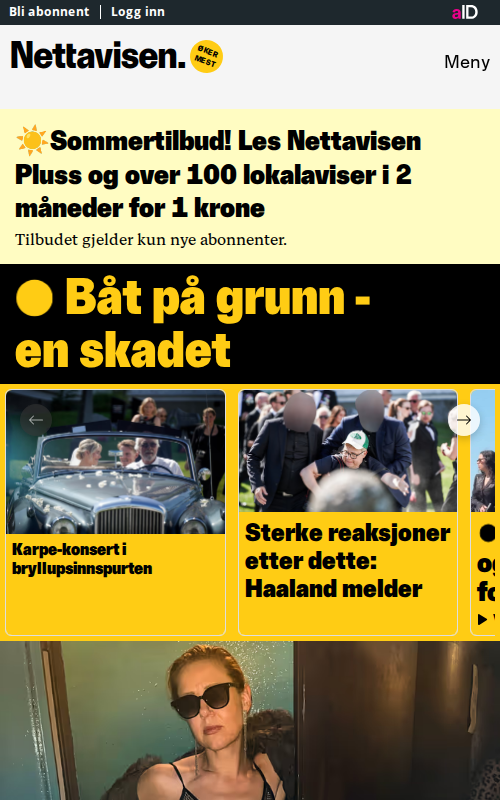 Bli abonnent
Logg inn
aID
Nettavisen.
ØKER
MEST
Meny
☀️Sommertilbud! Les Nettavisen
Pluss og over 100 lokalaviser i 2
måneder for 1 krone
Tilbudet gjelder kun nye abonnenter.
Båt på grunn -
en skadet
Karpe-konsert i
bryllupsinnspurten
Sterke reaksjoner
etter dette:
Haaland melder